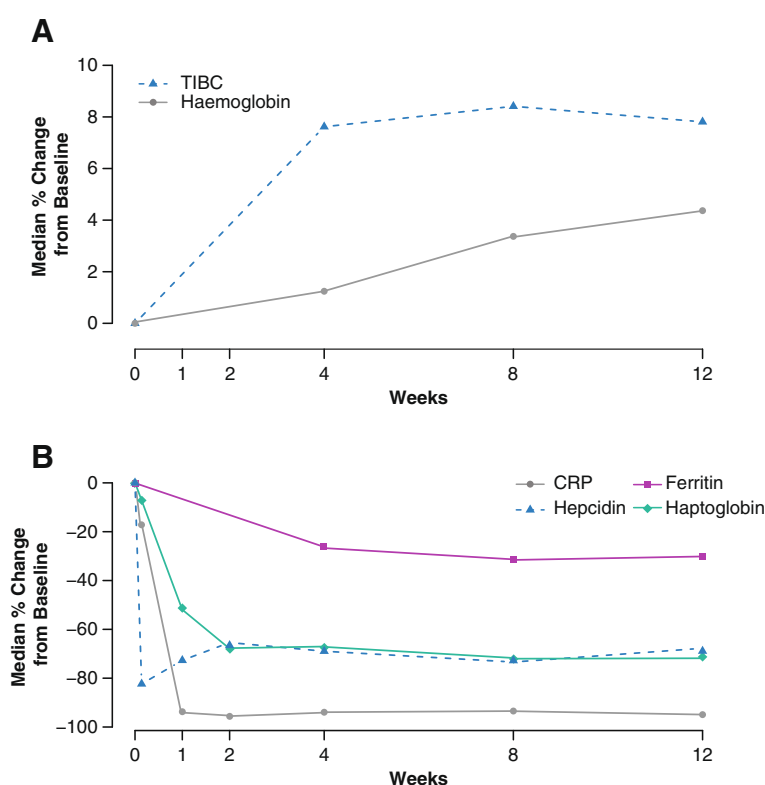 A
10
8
6
4
2
0
Median % Change
from Baseline
TIBC
Haemoglobin
0 1 2 4 8 12
Weeks
B
0
−20
−40
−60
−80
−100
Median % Change
from Baseline
CRP Ferritin
Hepcidin Haptoglobin
0 1 2 4 8 12
Weeks